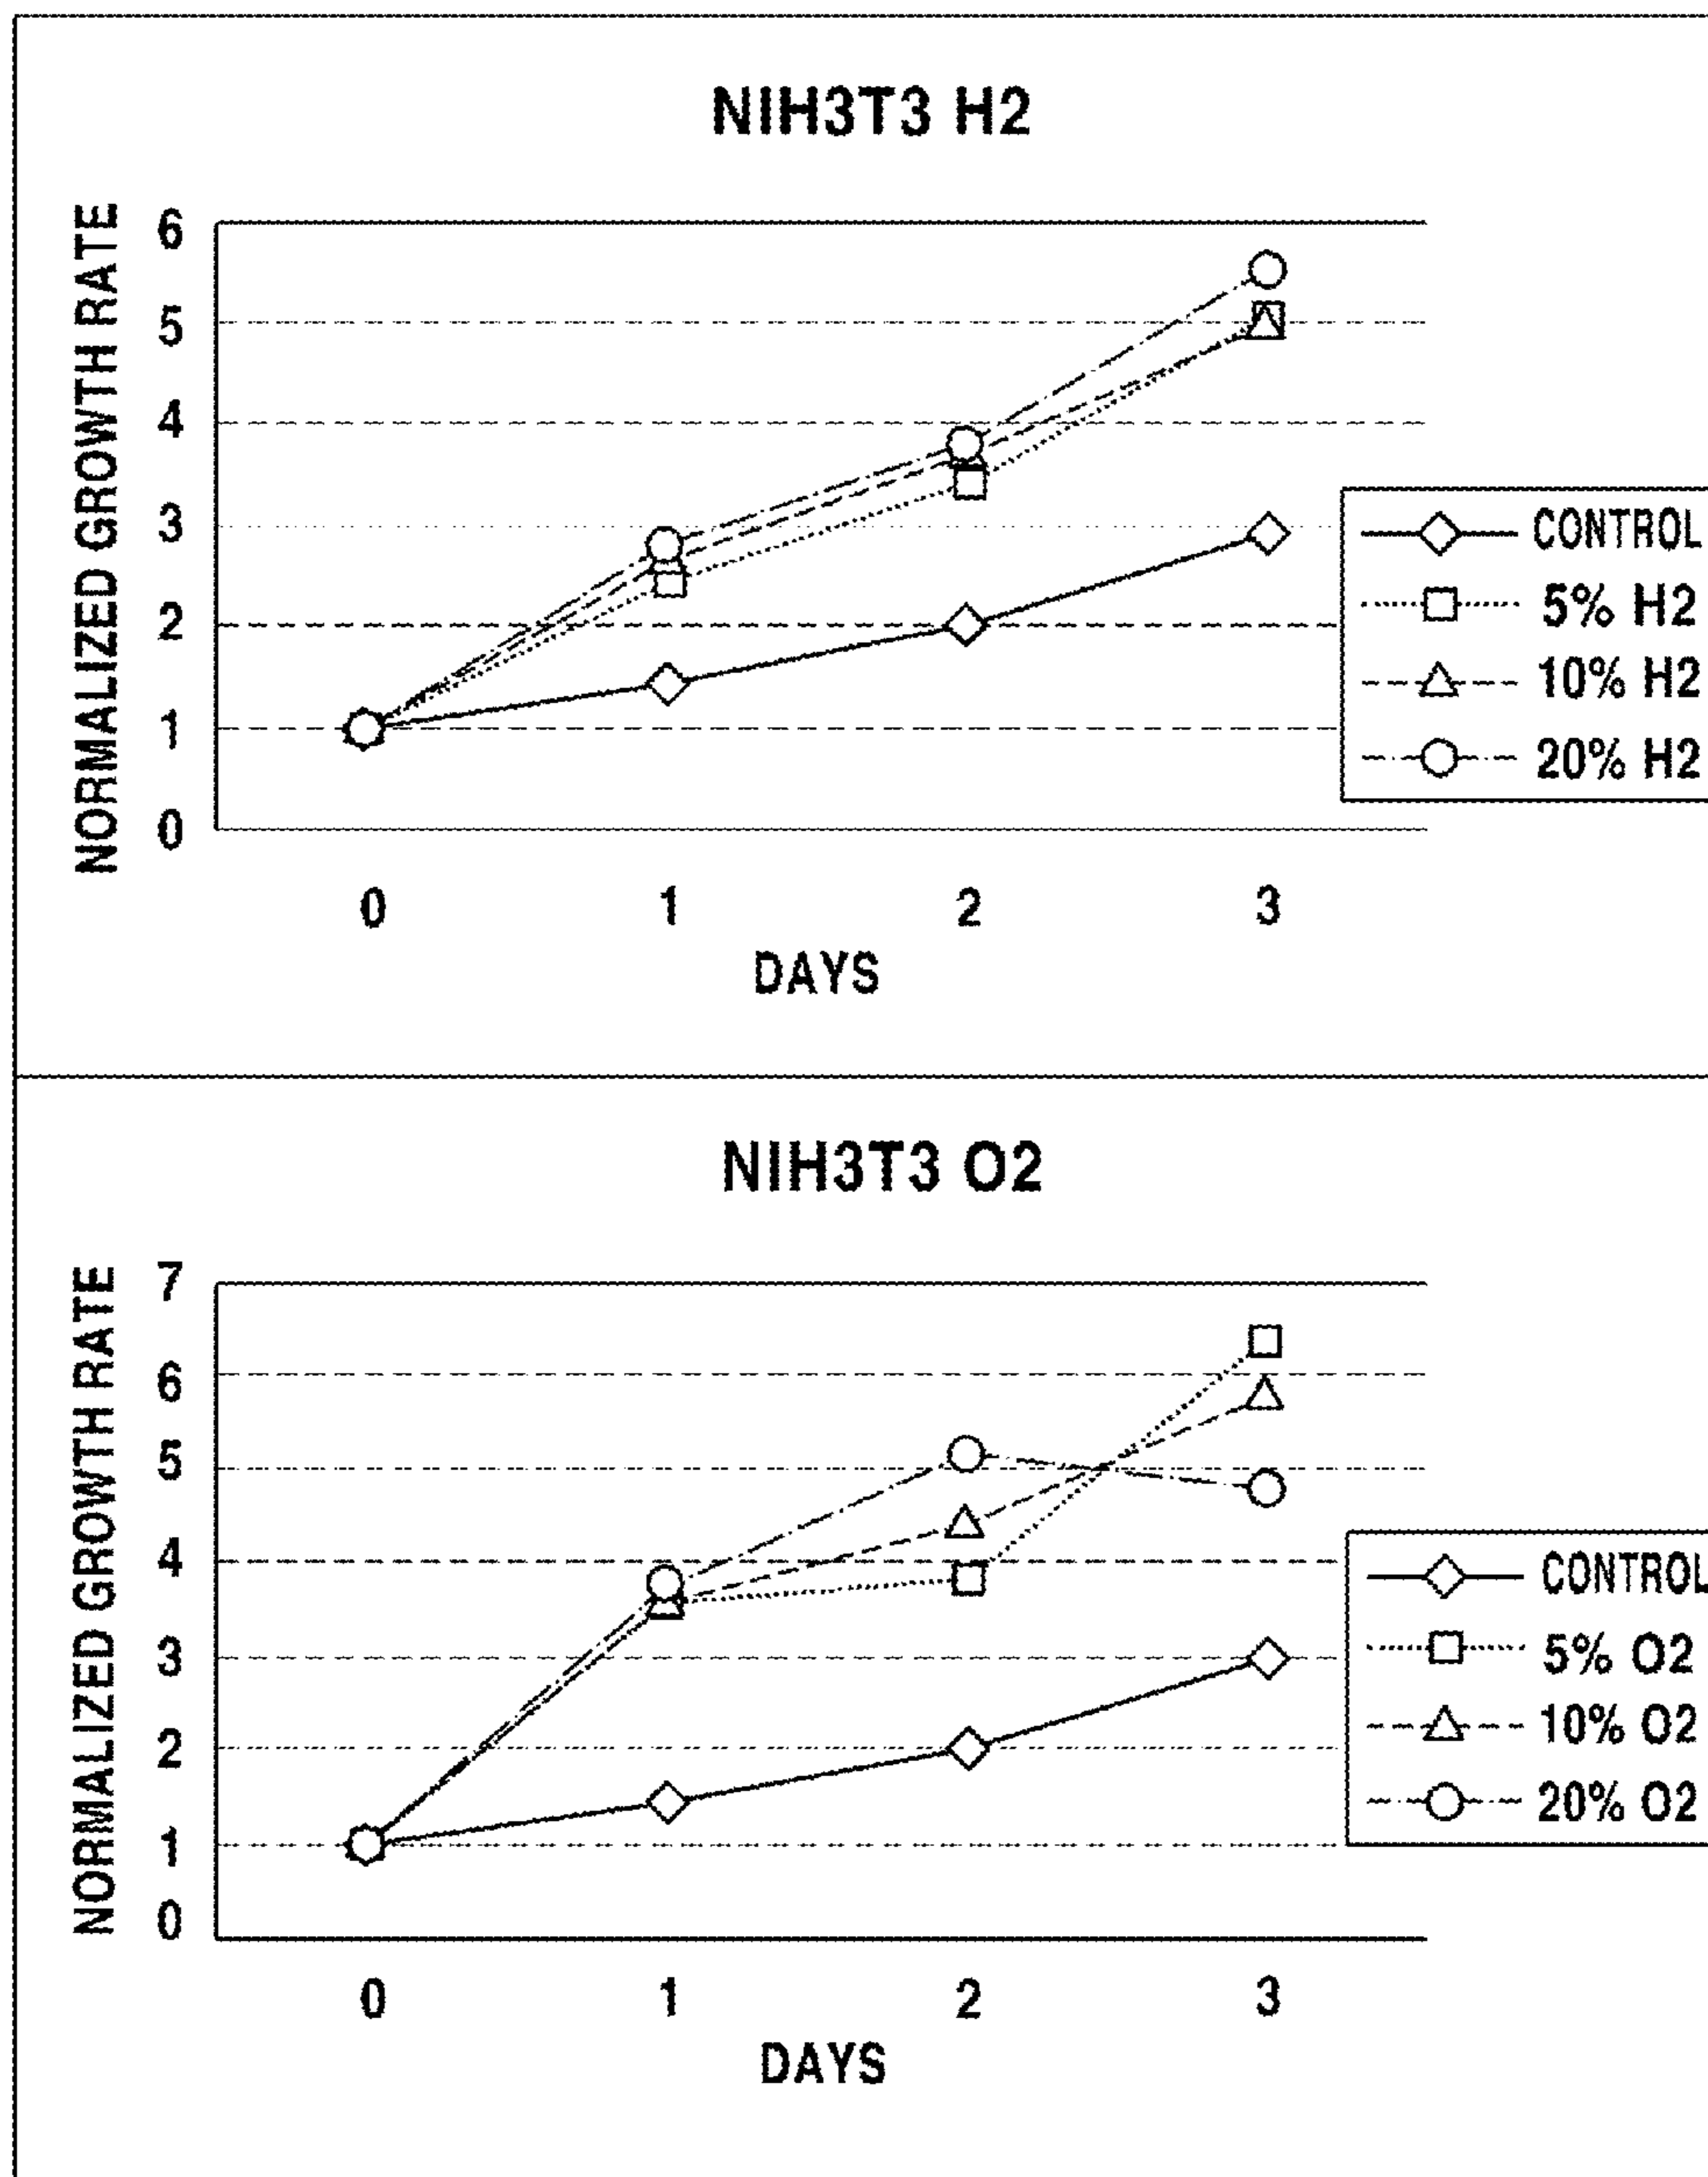 NIH3T3 H2
NORMALIZED GROWTH RATE
6
5
4
3
2
1
0
0 1 2 3
DAYS
CONTROL
5% H2
10% H2
20% H2
NIH3T3 O2
NORMALIZED GROWTH RATE
7
6
5
4
3
2
1
0
0 1 2 3
DAYS
CONTROL
5% O2
10% O2
20% O2